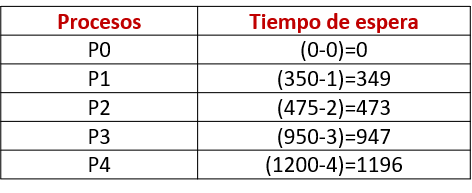 Procesos Tiempo de espera
P0 (0-0)=0
P1 (350-1)=349
P2 (475-2)=473
P3 (950-3)=947
P4 (1200-4)=1196